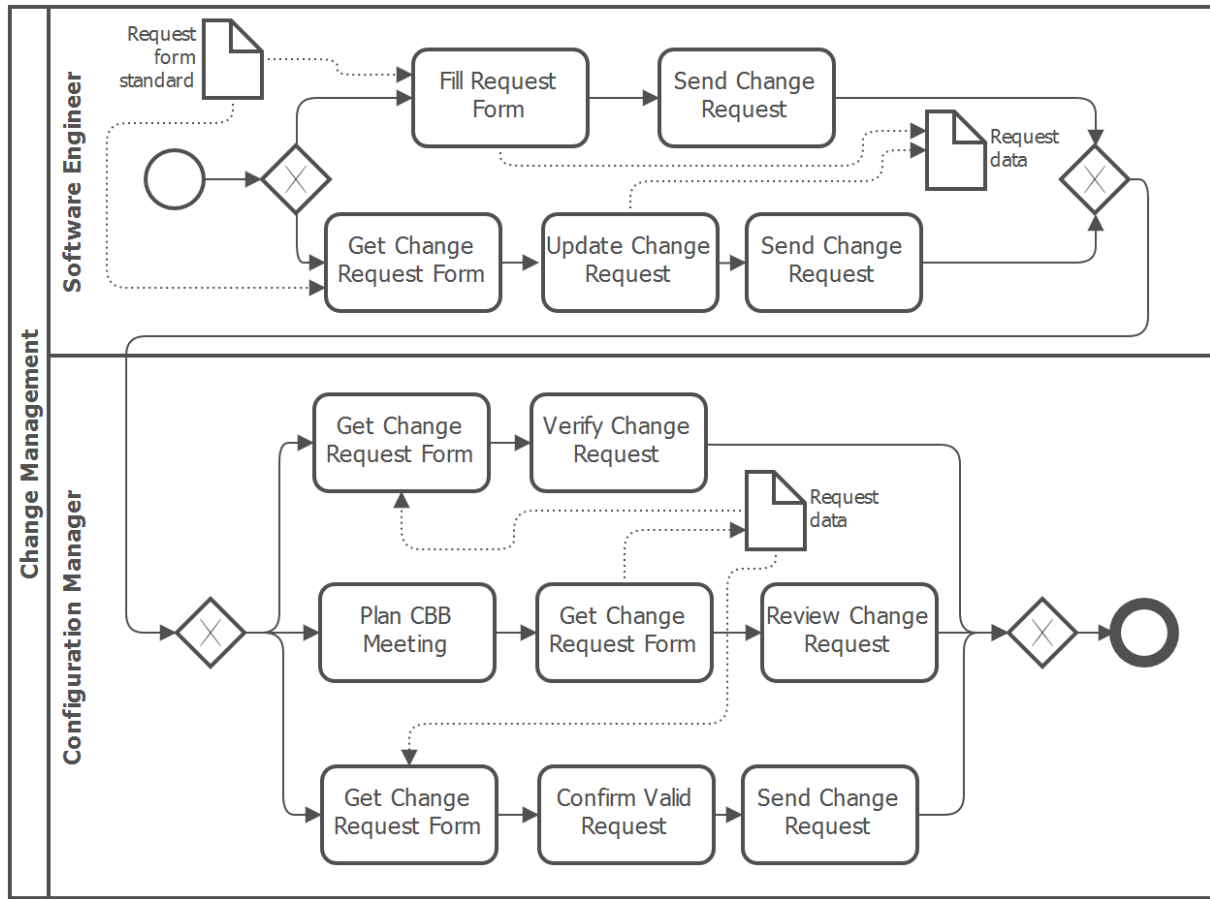 Change Management
Software Engineer
Request
form
standard
Fill Request
Form
Send Change
Request
Request
data
Get Change
Request Form
Update Change
Request
Send Change
Request
Configuration Manager
Get Change
Request Form
Verify Change
Request
Request
data
Plan CBB
Meeting
Get Change
Request Form
Review Change
Request
Get Change
Request Form
Confirm Valid
Request
Send Change
Request